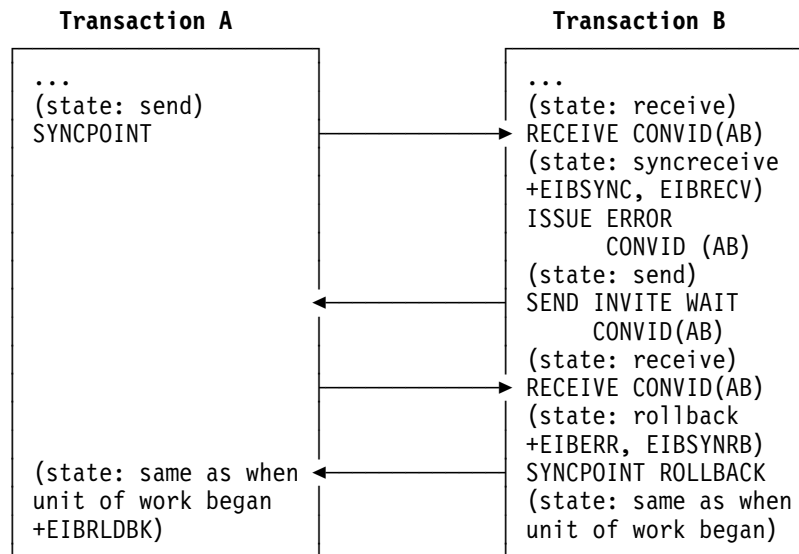 Transaction A
...
(state: send)
SYNCPOINT
(state: same as when
unit of work began
+EIBRLDBK)
Transaction B
...
(state: receive)
RECEIVE CONVID(AB)
(state: syncreceive
+EIBSYNC, EIBRECV)
ISSUE ERROR
CONVID (AB)
(state: send)
SEND INVITE WAIT
CONVID(AB)
(state: receive)
RECEIVE CONVID(AB)
(state: rollback
+EIBERR, EIBSYNRB)
SYNCPOINT ROLLBACK
(state: same as when
unit of work began)